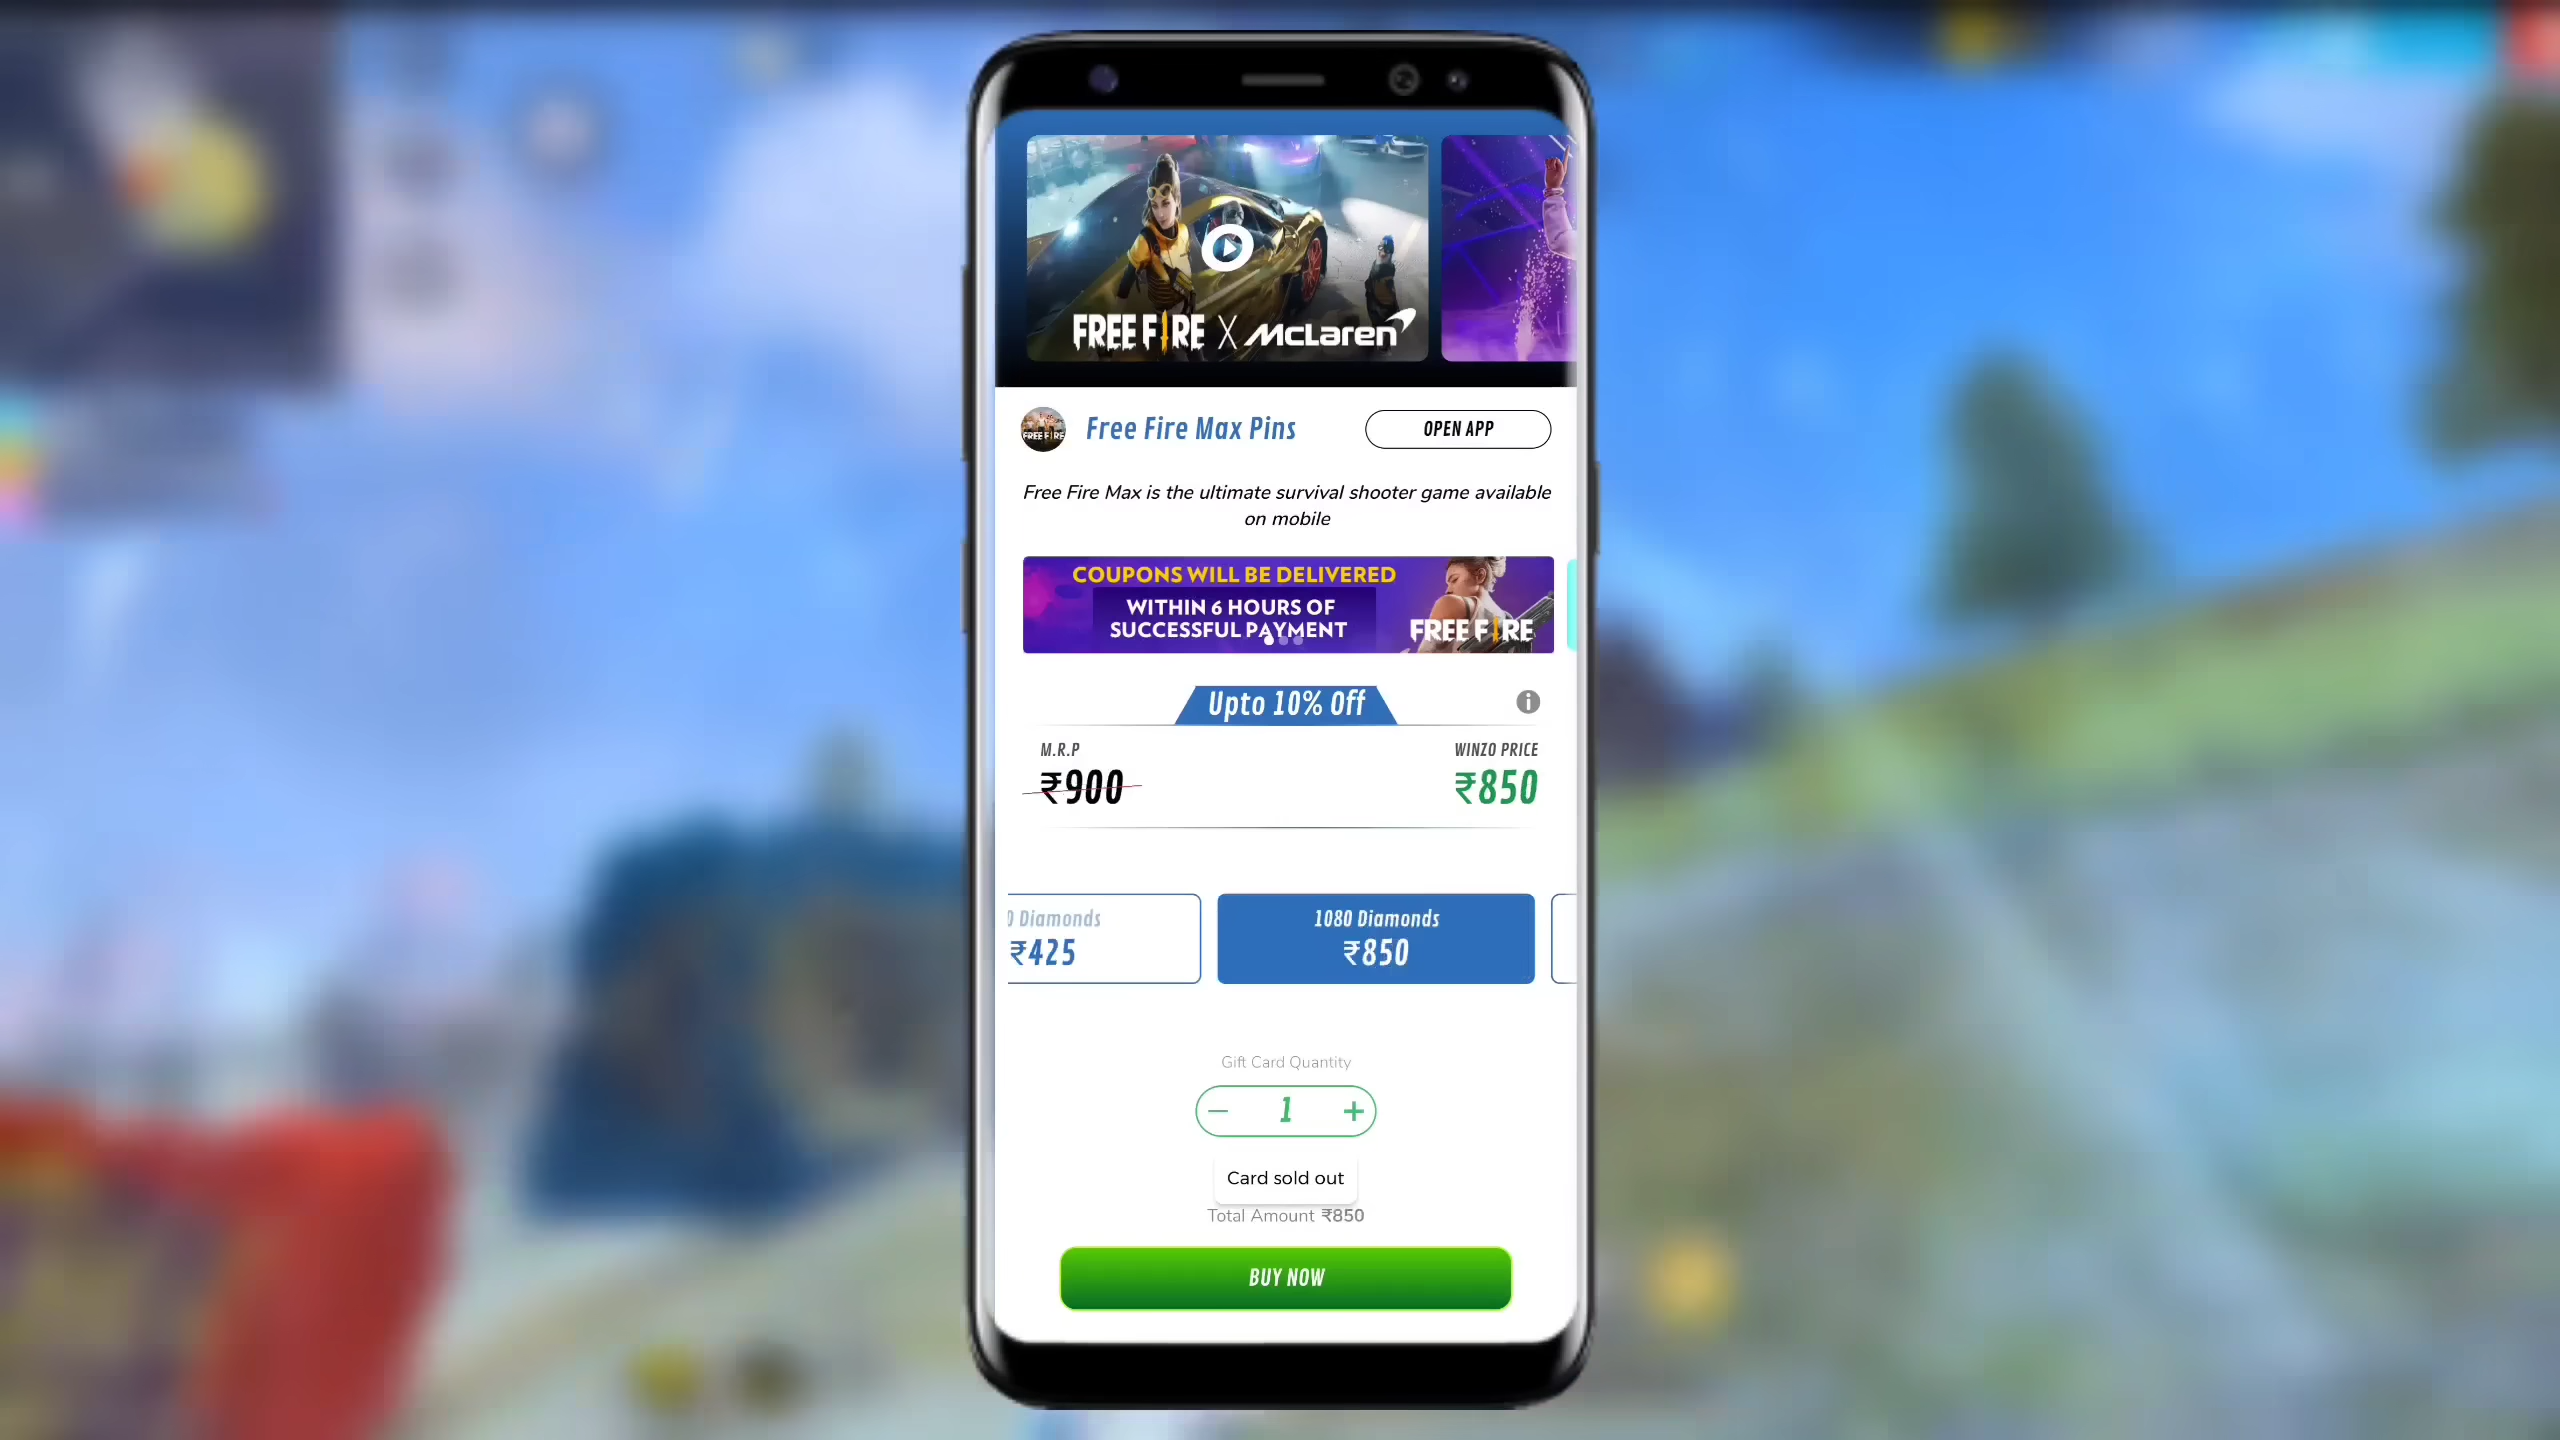 FREE FIRE X McLaren
FREE FIRE
Free Fire Max Pins
OPEN APP
Free Fire Max is the ultimate survival shooter game available
on mobile
COUPONS WILL BE DELIVERED
WITHIN 6 HOURS OF
SUCCESSFUL PAYMENT
FREE FIRE
Upto 10% Off
M.R.P
WINZO PRICE
₹900
₹850
Diamonds
1080 Diamonds
₹425
₹850
Gift Card Quantity
1
Card sold out
Total Amount ₹850
BUY NOW